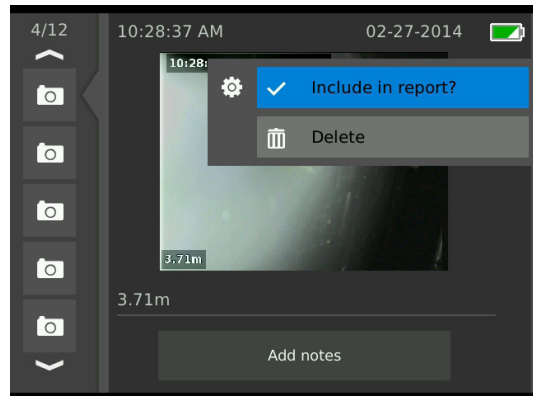 4/12
10:28:37 AM 02-27-2014
10:28:
Include in report?
Delete
3.71m
3.71m
Add notes